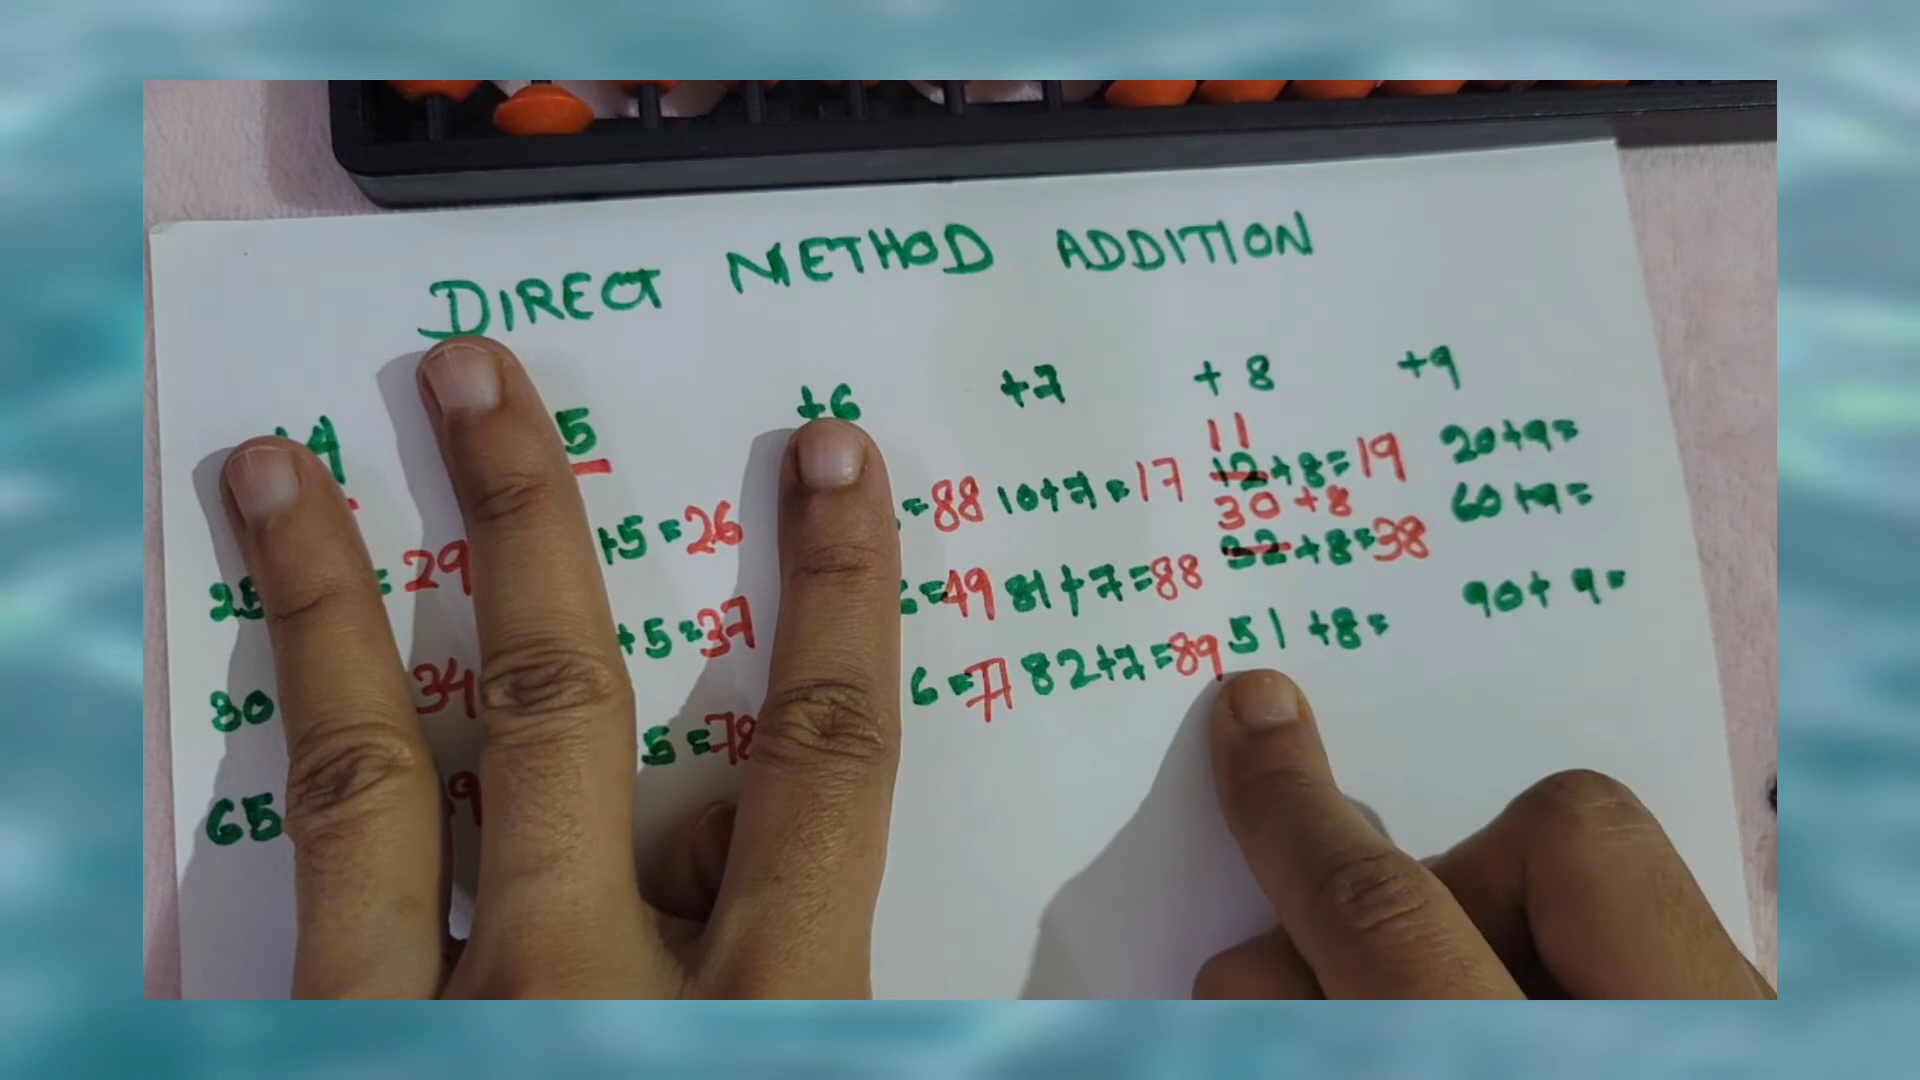 DIRECT METHOD ADDITION
4 5 +6 +7 + 8 +9
11
= 29 +5 = 26 = 88 10+7 = 17 12+8= 19 20+9=
30 +8 60+9=
30 34 +5 = 37 = 49 81+7=88 32+8=38
65 5 = 78 6 = 71 82+7=89 51 +8= 90+ 9=